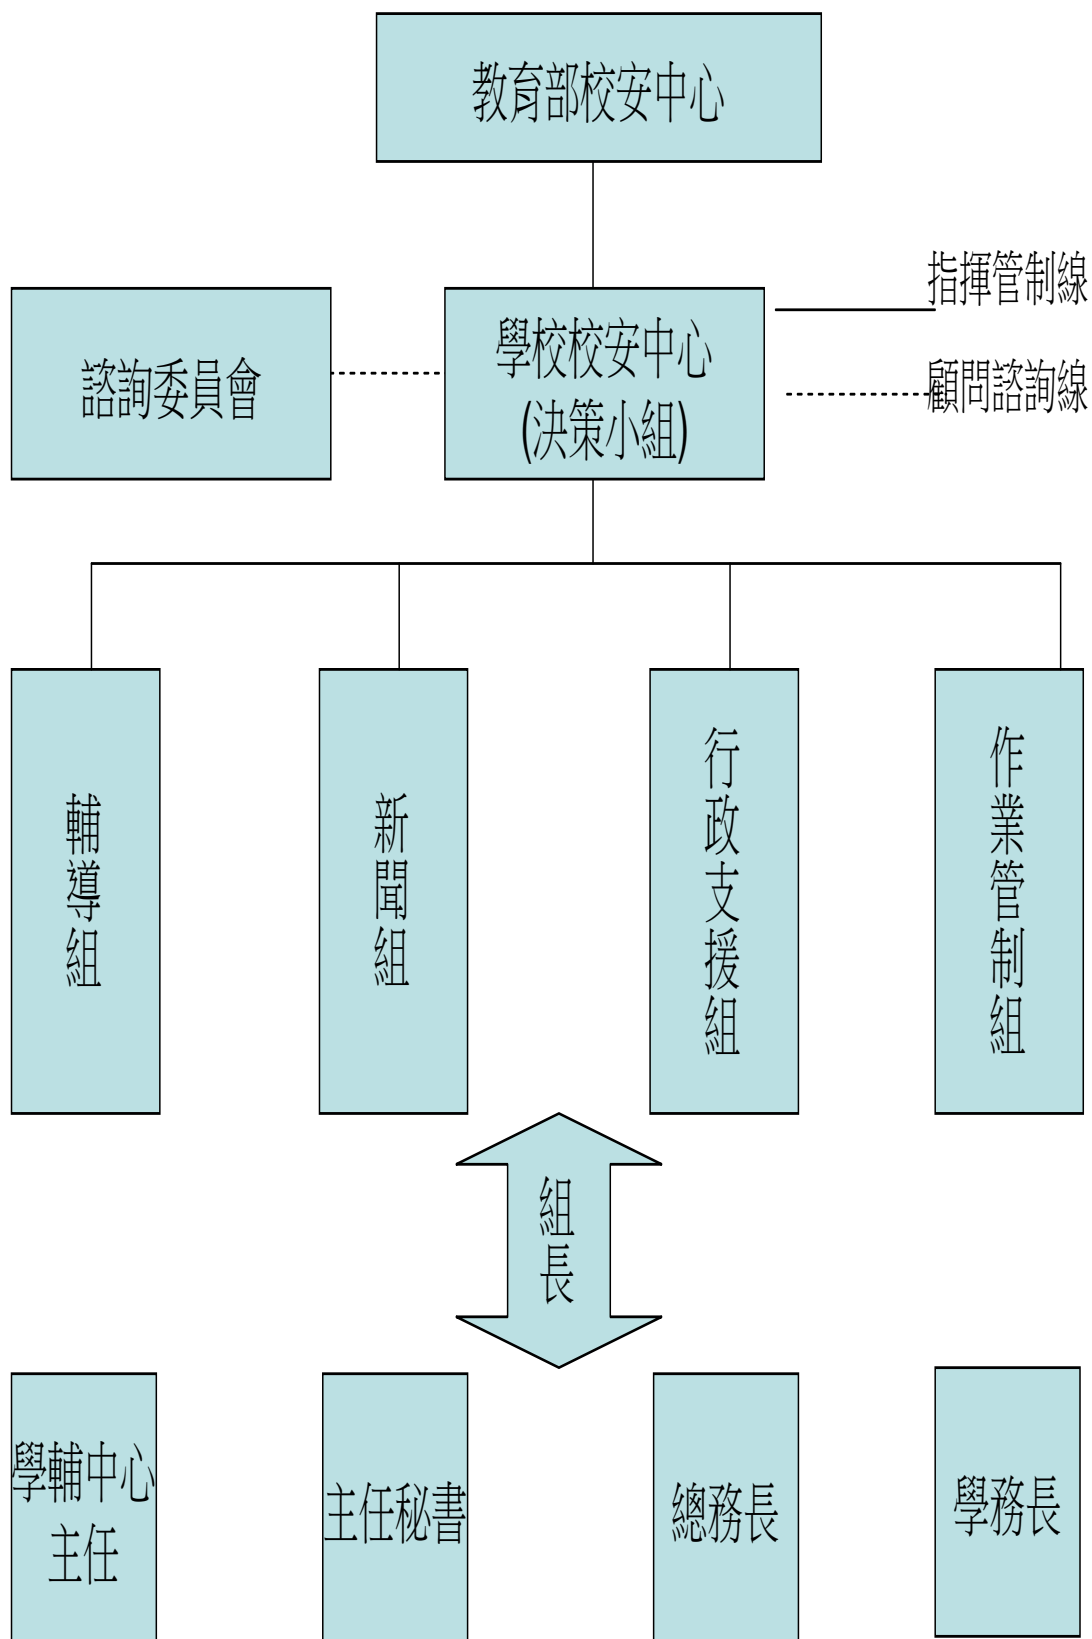 教育部校安中心
指揮管制線
諮詢委員會
學校校安中心
(決策小組)
顧問諮詢線
輔導組
新聞組
行政支援組
作業管制組
組長
學輔中心
主任
主任秘書
總務長
學務長